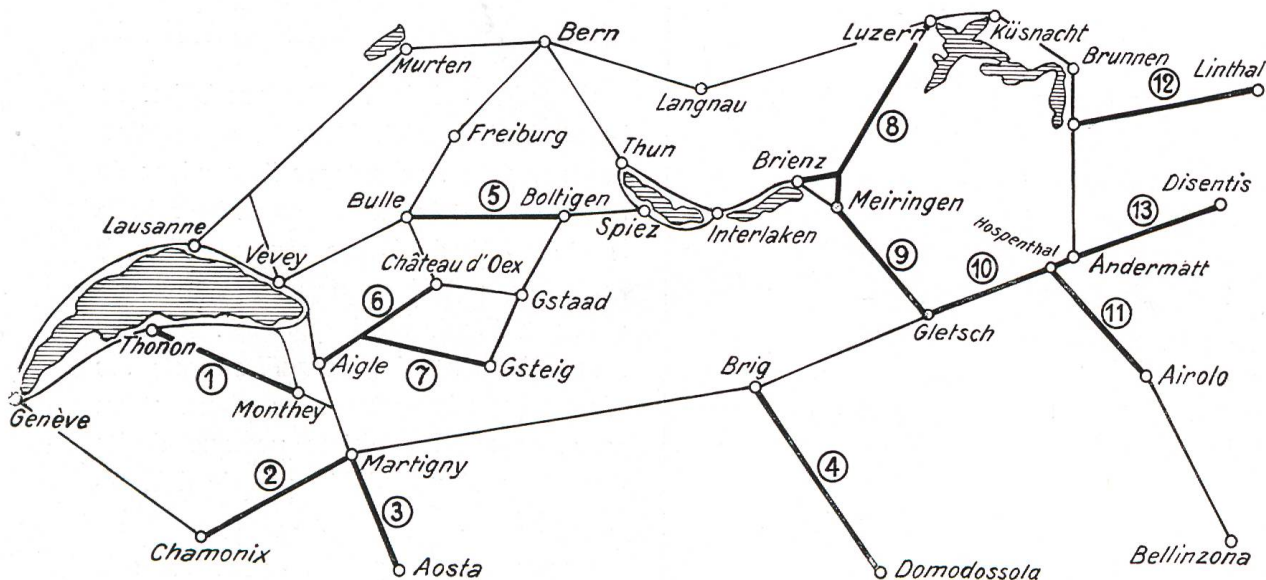 Bern
Luzern
Küsnacht
Murten
Brunnen
Linthal
12
Langnau
8
Freiburg
Thun
Brienz
Disentis
5
Bulle
Boltigen
Meiringen
13
Lausanne
Spiez
Interlaken
Hospenthal
Vevey
Château d'Oex
9
10
Andermatt
6
Gstaad
11
Thonon
Gletsch
1
Aigle
7
Gsteig
Brig
Airolo
Genève
Monthey
2
Martigny
4
3
Chamonix
Aosta
Domodossola
Bellinzona